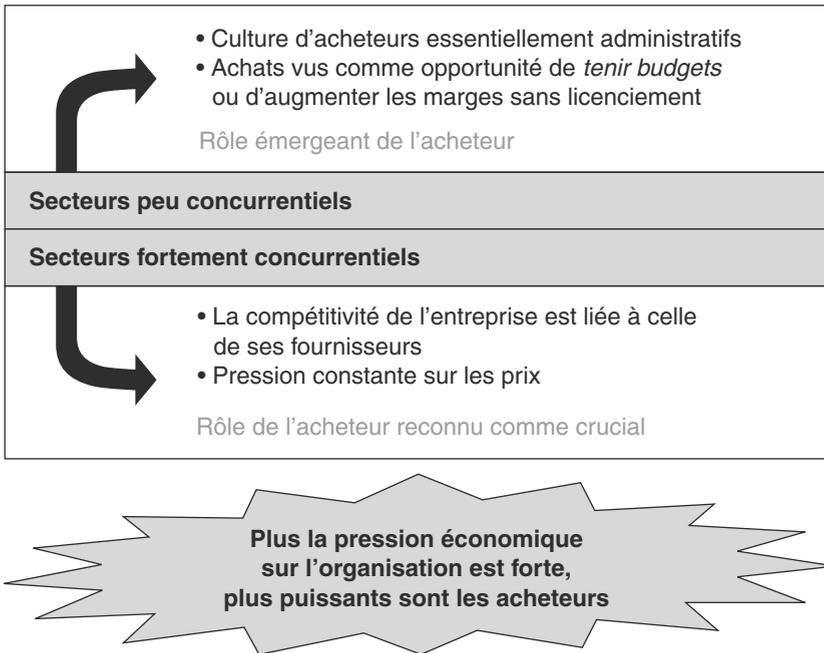 • Culture d'acheteurs essentiellement administratifs
• Achats vus comme opportunité de tenir budgets
ou d'augmenter les marges sans licenciement
Rôle émergeant de l'acheteur
Secteurs peu concurrentiels
Secteurs fortement concurrentiels
• La compétitivité de l'entreprise est liée à celle
de ses fournisseurs
• Pression constante sur les prix
Rôle de l'acheteur reconnu comme crucial
Plus la pression économique
sur l'organisation est forte,
plus puissants sont les acheteurs